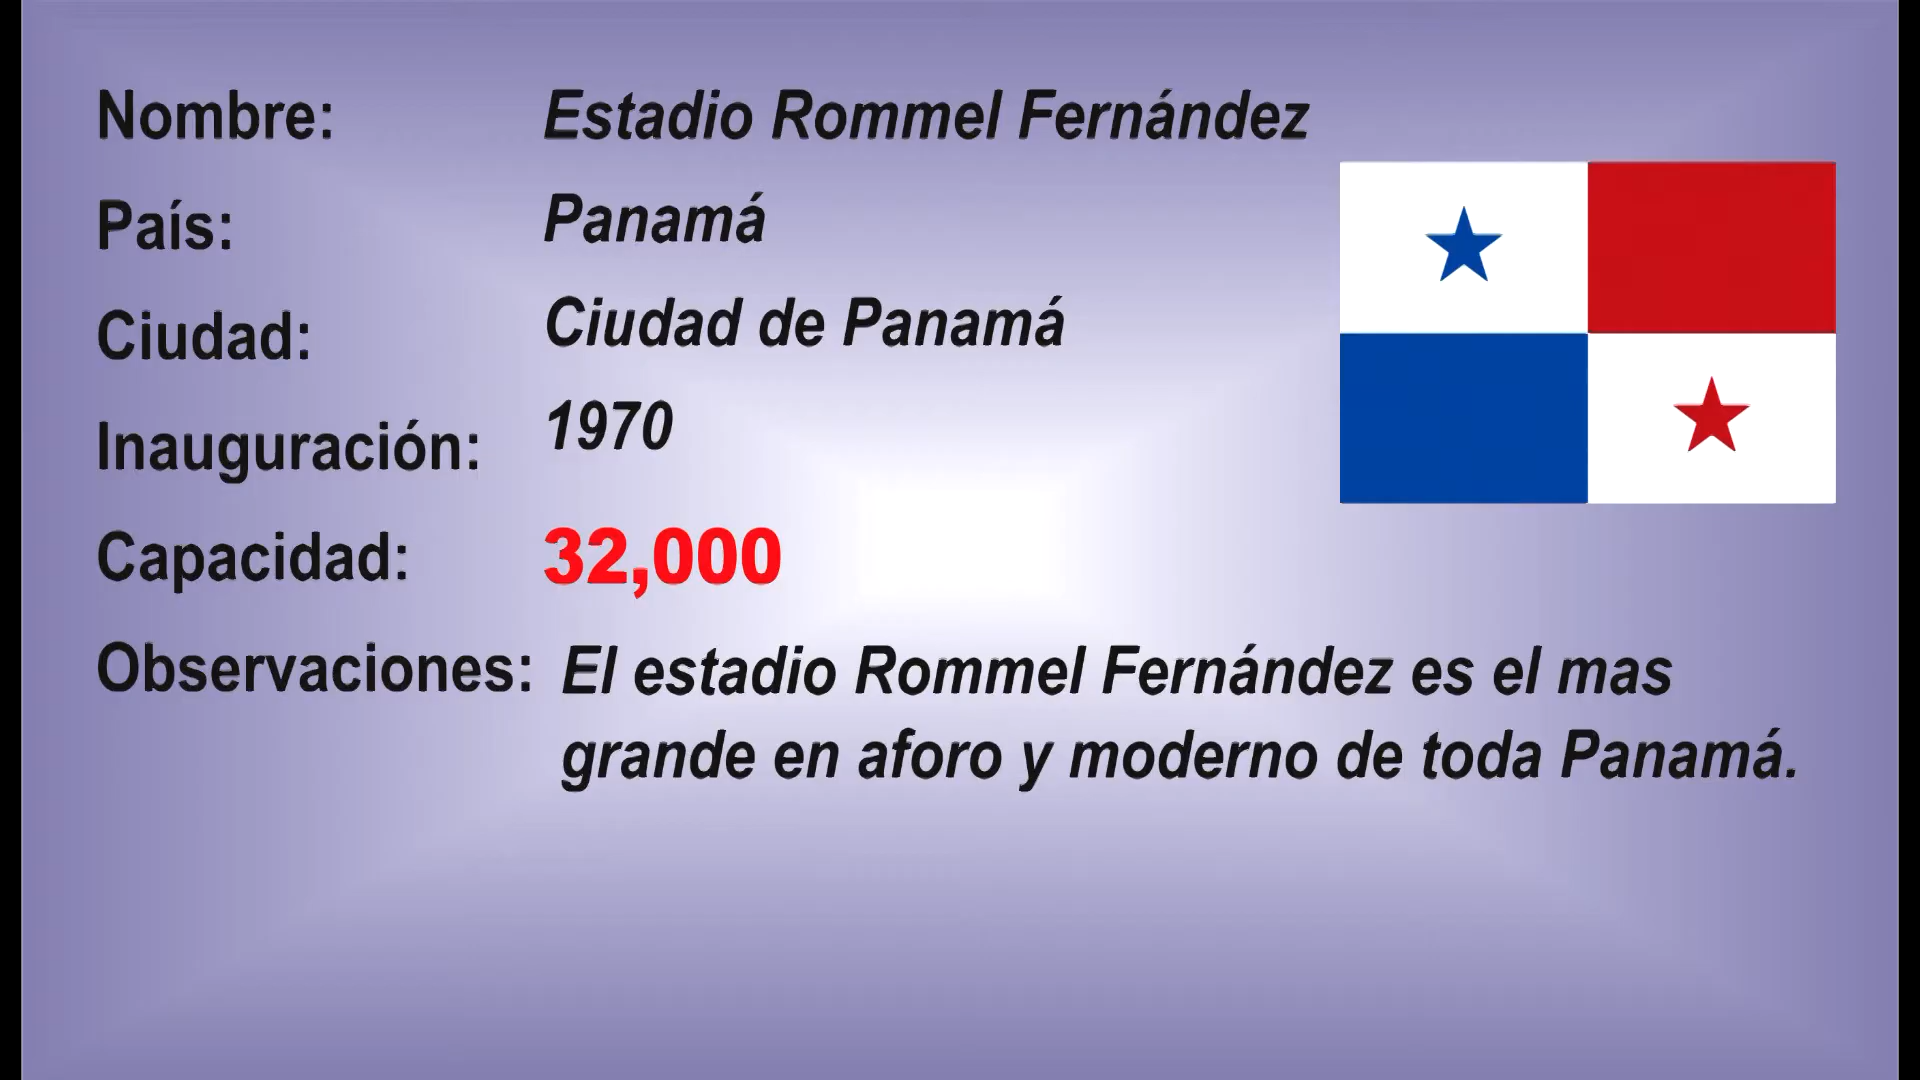 Nombre: Estadio Rommel Fernández
País: Panamá
Ciudad: Ciudad de Panamá
Inauguración: 1970
Capacidad: 32,000
Observaciones: El estadio Rommel Fernández es el mas
grande en aforo y moderno de toda Panamá.